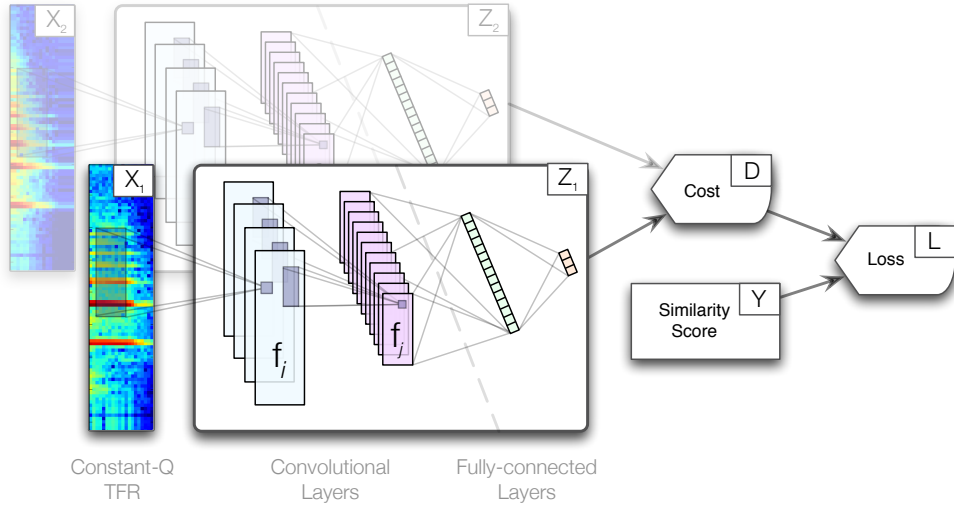 X2
Z2
X1
Z1
D
Cost
L
Loss
Y
Similarity
Score
fi
fj
Constant-Q
TFR
Convolutional
Layers
Fully-connected
Layers